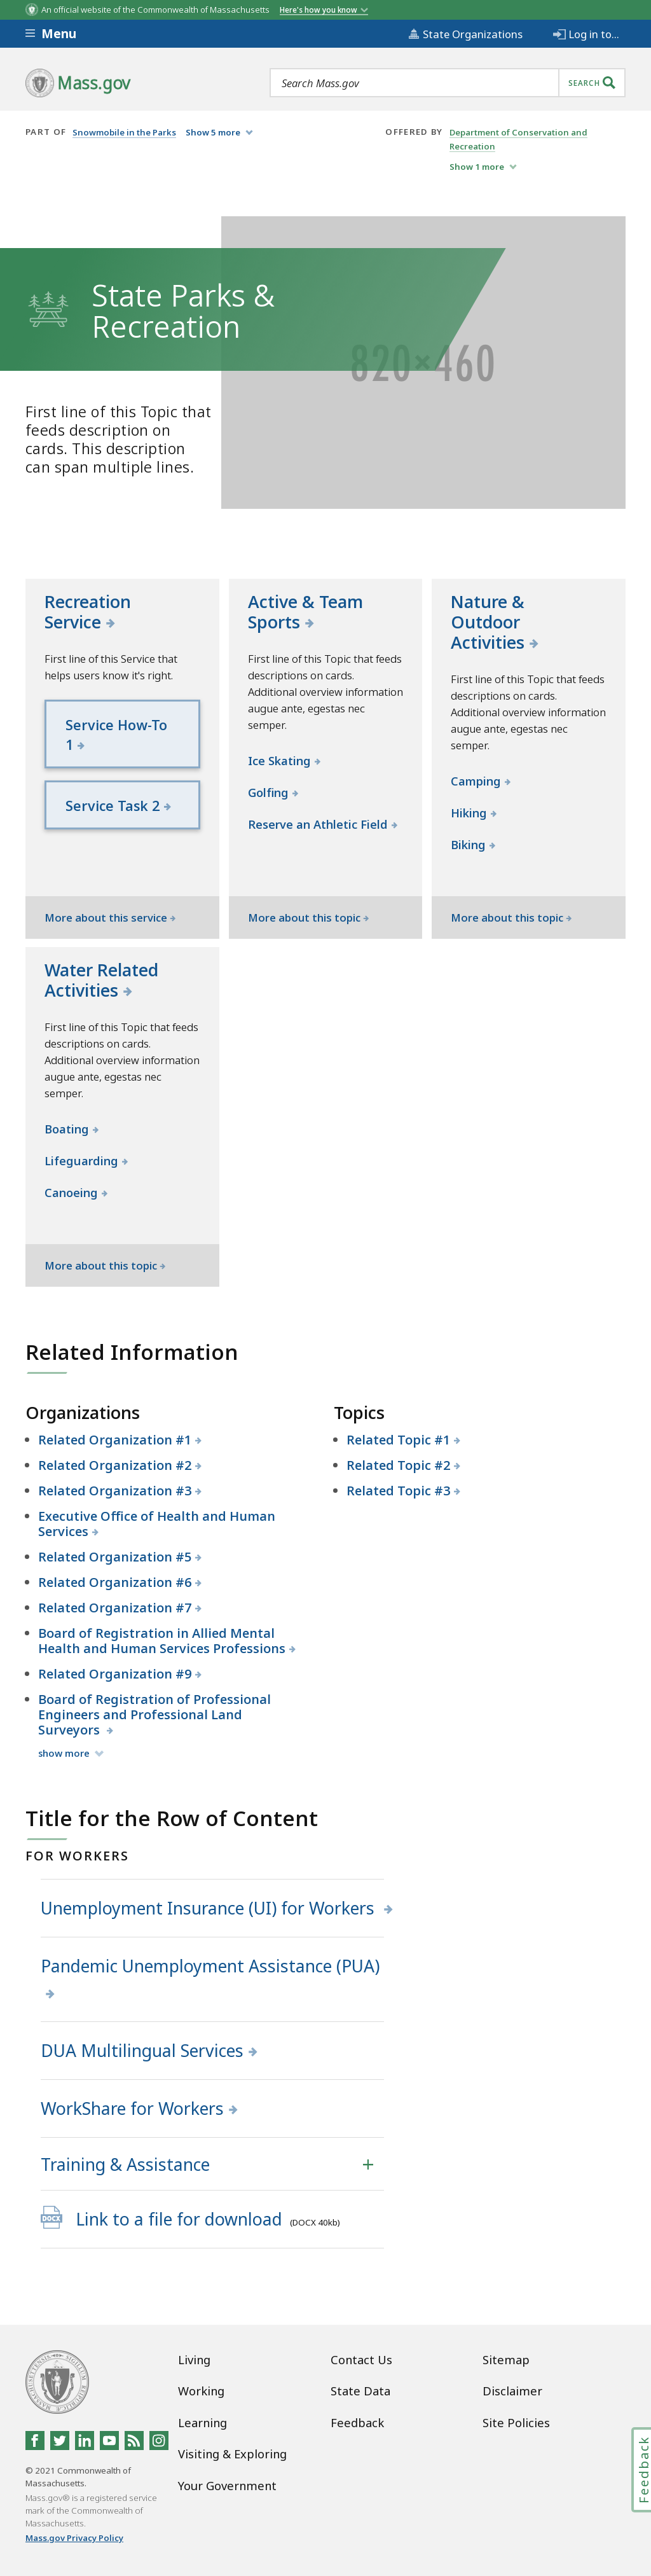 An official website of the Commonwealth of Massachusetts Here's how you know
Menu
State Organizations
Log in to...
Mass.gov
Search Mass.gov
SEARCH
PART OF Snowmobile in the Parks Show 5 more
OFFERED BY Department of Conservation and
Recreation
Show 1 more
State Parks &
Recreation
820×460
First line of this Topic that
feeds description on
cards. This description
can span multiple lines.
Recreation
Service
First line of this Service that
helps users know it's right.
Service How-To
1
Service Task 2
More about this service
Active & Team
Sports
First line of this Topic that feeds
descriptions on cards.
Additional overview information
augue ante, egestas nec
semper.
Ice Skating
Golfing
Reserve an Athletic Field
More about this topic
Nature &
Outdoor
Activities
First line of this Topic that feeds
descriptions on cards.
Additional overview information
augue ante, egestas nec
semper.
Camping
Hiking
Biking
More about this topic
Water Related
Activities
First line of this Topic that feeds
descriptions on cards.
Additional overview information
augue ante, egestas nec
semper.
Boating
Lifeguarding
Canoeing
More about this topic
Related Information
Organizations
Related Organization #1
Related Organization #2
Related Organization #3
Executive Office of Health and Human
Services
Related Organization #5
Related Organization #6
Related Organization #7
Board of Registration in Allied Mental
Health and Human Services Professions
Related Organization #9
Board of Registration of Professional
Engineers and Professional Land
Surveyors
show more
Topics
Related Topic #1
Related Topic #2
Related Topic #3
Title for the Row of Content
FOR WORKERS
Unemployment Insurance (UI) for Workers
Pandemic Unemployment Assistance (PUA)
DUA Multilingual Services
WorkShare for Workers
Training & Assistance
DOCX
Link to a file for download (DOCX 40kb)
Living
Working
Learning
Visiting & Exploring
Your Government
Contact Us
State Data
Feedback
Sitemap
Disclaimer
Site Policies
© 2021 Commonwealth of
Massachusetts.
Mass.gov® is a registered service
mark of the Commonwealth of
Massachusetts.
Mass.gov Privacy Policy
Feedback